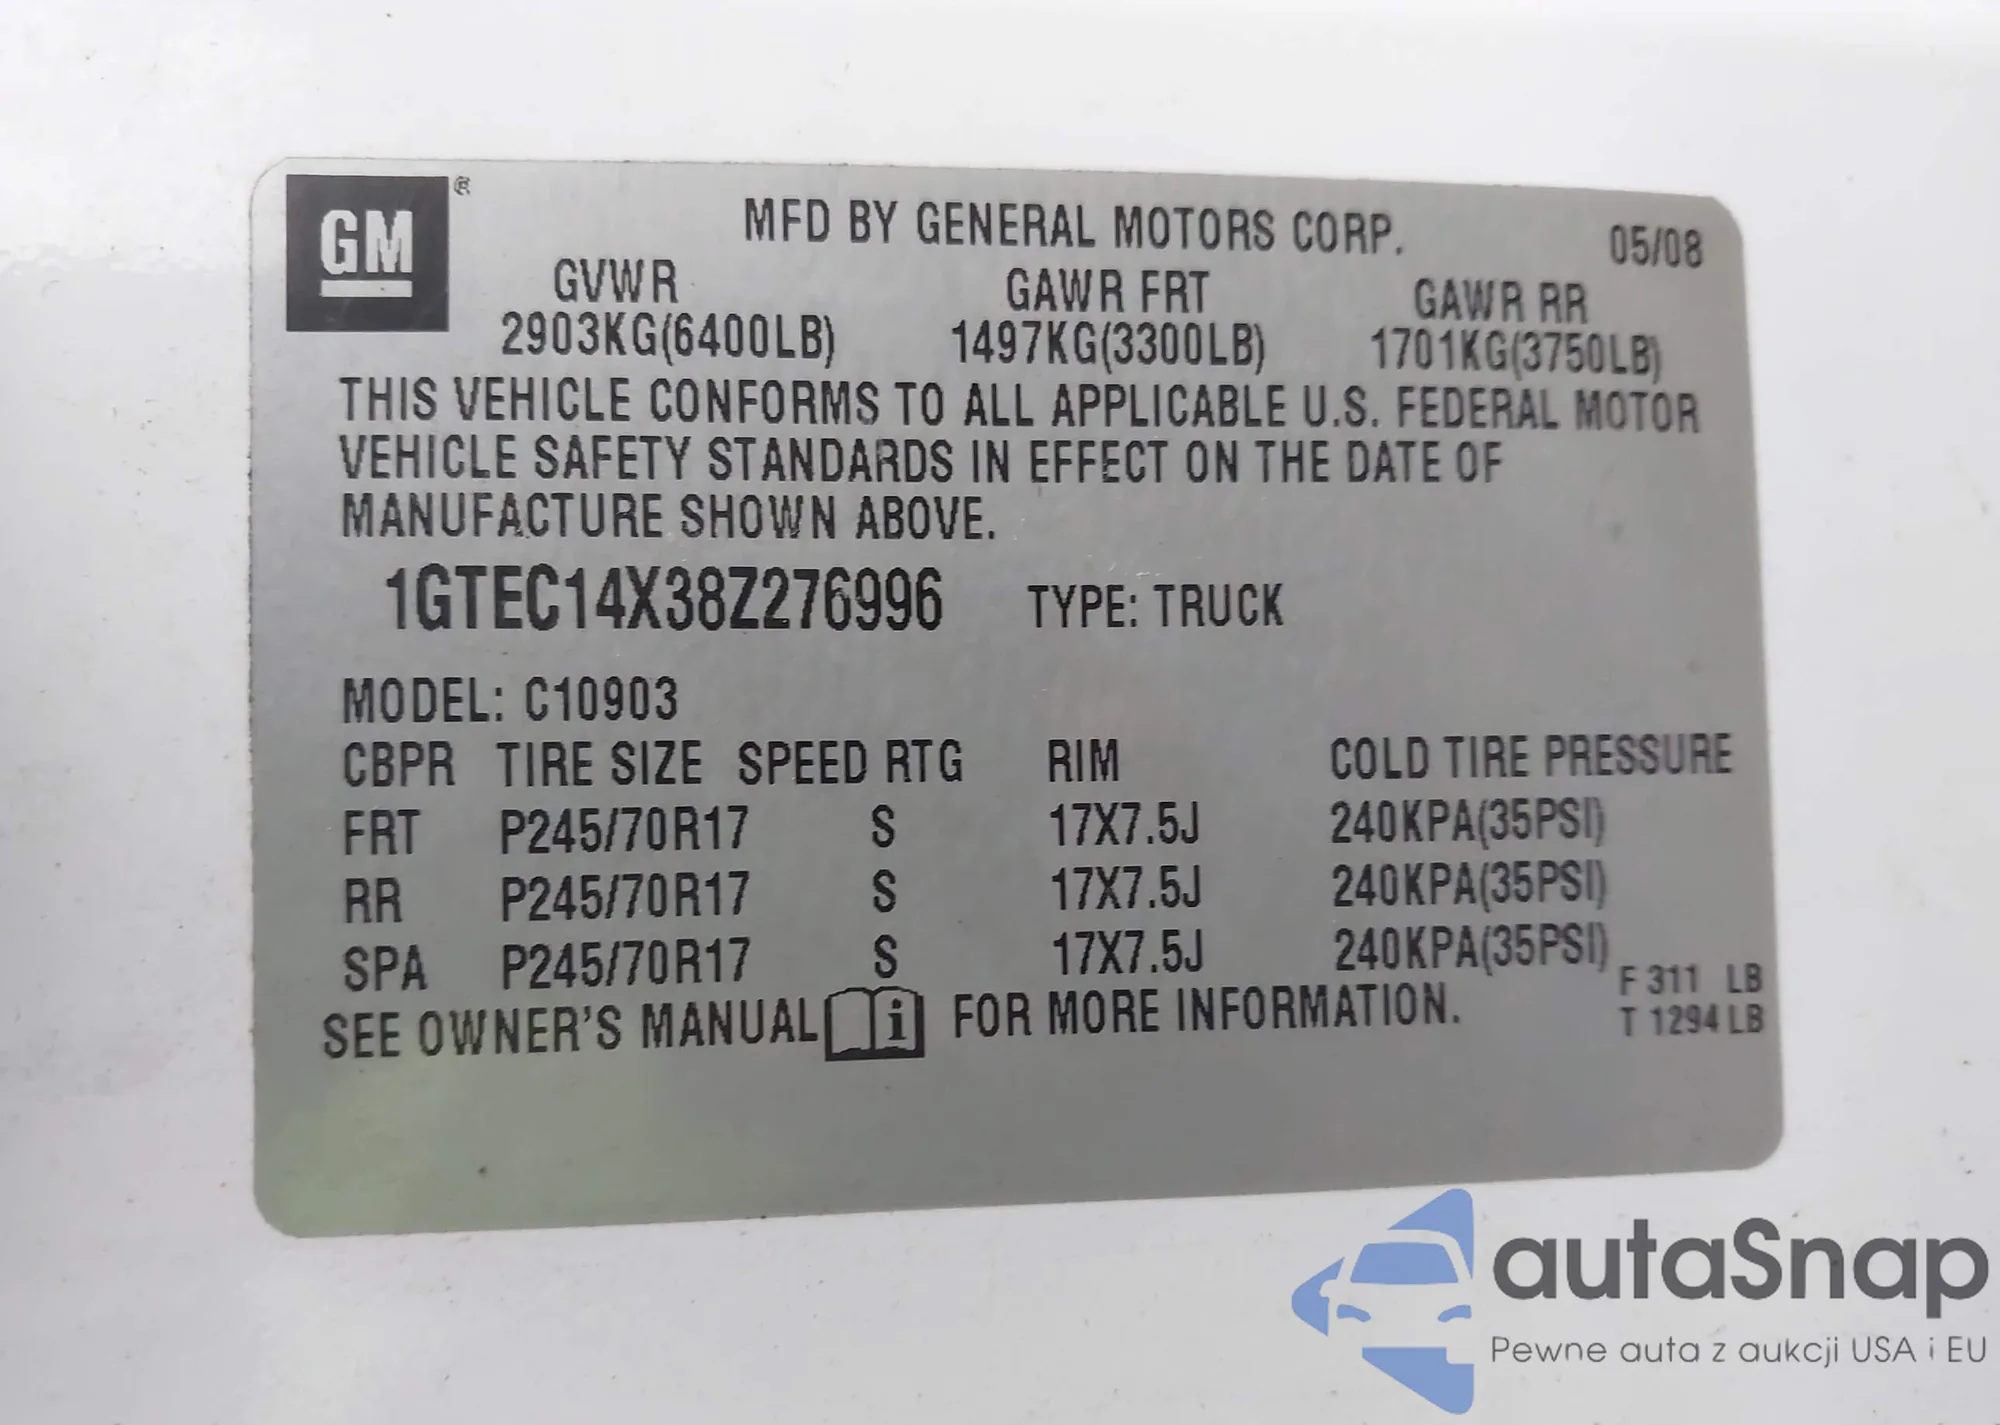 GM ®
MFD BY GENERAL MOTORS CORP. 05/08
GVWR GAWR FRT GAWR RR
2903KG(6400LB) 1497KG(3300LB) 1701KG(3750LB)
THIS VEHICLE CONFORMS TO ALL APPLICABLE U.S. FEDERAL MOTOR
VEHICLE SAFETY STANDARDS IN EFFECT ON THE DATE OF
MANUFACTURE SHOWN ABOVE.
1GTEC14X38Z276996 TYPE: TRUCK
MODEL: C10903
CBPR TIRE SIZE SPEED RTG RIM COLD TIRE PRESSURE
FRT P245/70R17 S 17X7.5J 240KPA(35PSI)
RR P245/70R17 S 17X7.5J 240KPA(35PSI)
SPA P245/70R17 S 17X7.5J 240KPA(35PSI)
F 311 LB
SEE OWNER'S MANUAL i FOR MORE INFORMATION. T 1294 LB
autaSnap
Pewne auta z aukcji USA i EU